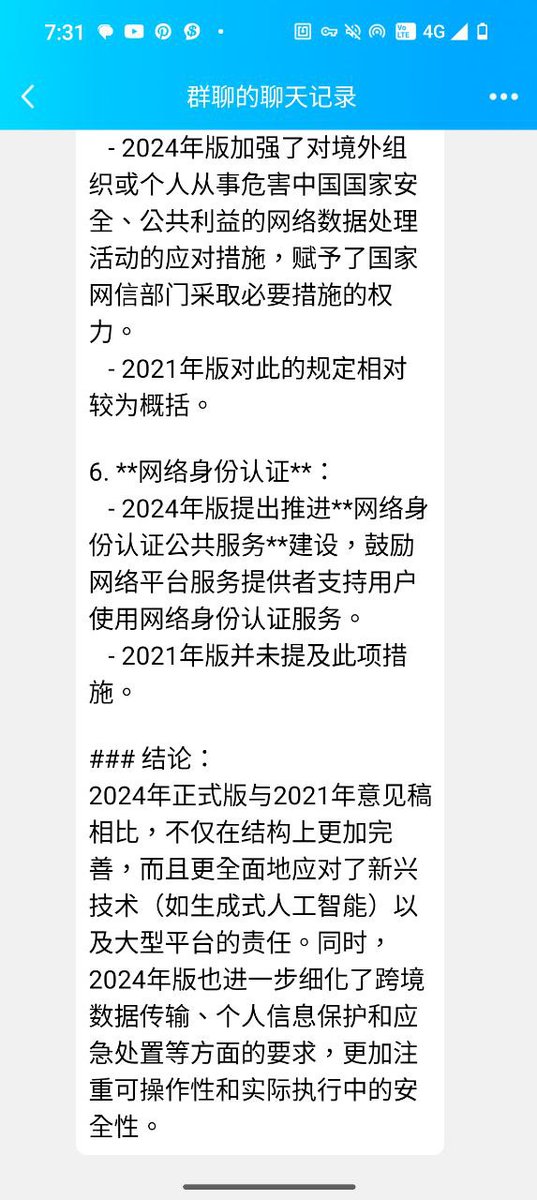 7:31
VoLTE 4G
群聊的聊天记录
- 2024年版加强了对境外组
织或个人从事危害中国国家安
全、公共利益的网络数据处理
活动的应对措施，赋予了国家
网信部门采取必要措施的权
力。
- 2021年版对此的规定相对
较为概括。
6. **网络身份认证**：
- 2024年版提出推进**网络身
份认证公共服务**建设，鼓励
网络平台服务提供者支持用户
使用网络身份认证服务。
- 2021年版并未提及此项措
施。
### 结论：
2024年正式版与2021年意见稿
相比，不仅在结构上更加完
善，而且更全面地应对了新兴
技术（如生成式人工智能）以
及大型平台的责任。同时，
2024年版也进一步细化了跨境
数据传输、个人信息保护和应
急处置等方面的要求，更加注
重可操作性和实际执行中的安
全性。